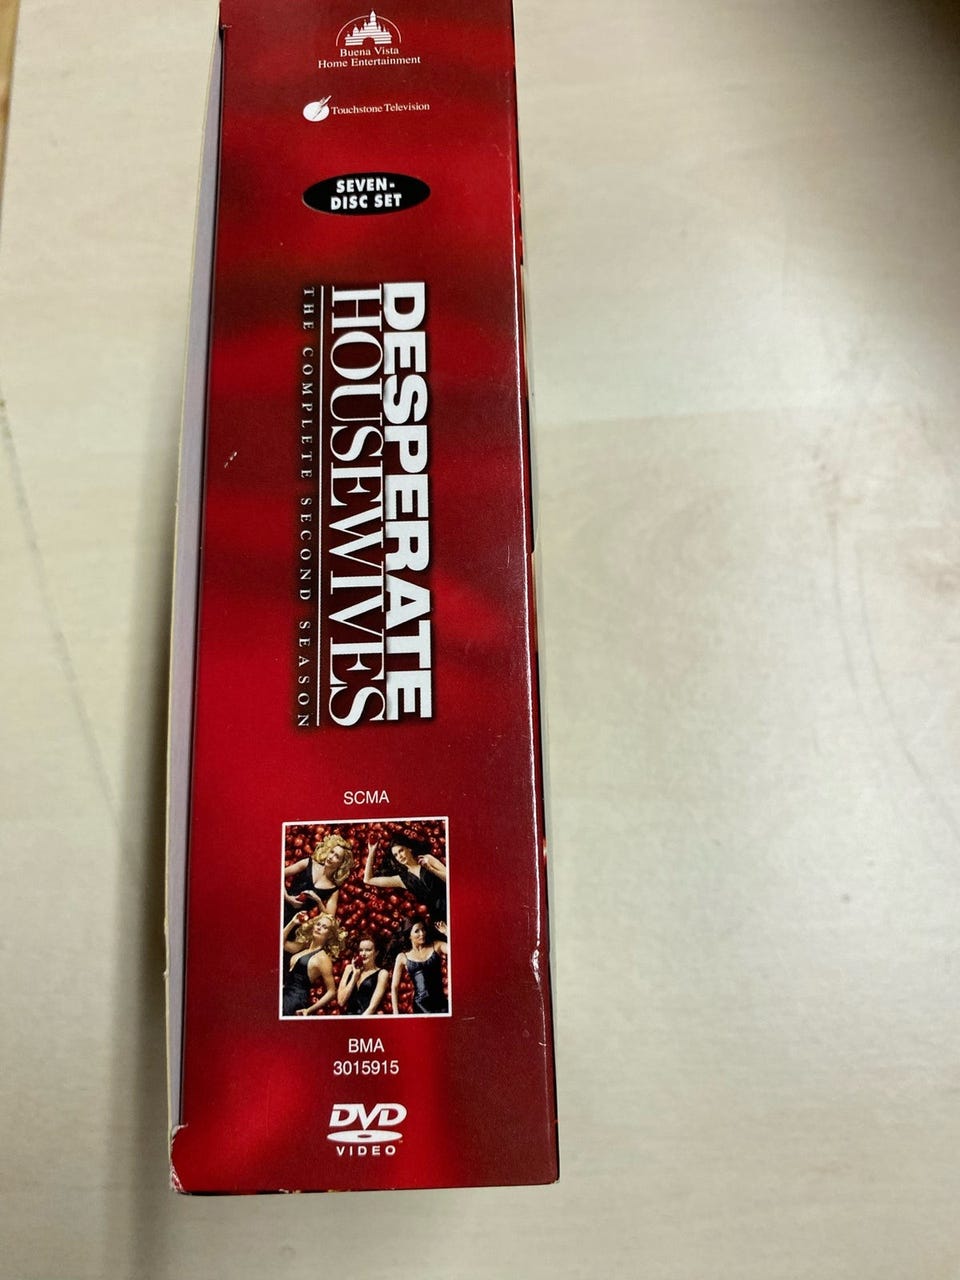 Buena Vista
Home Entertainment
Touchstone Television
SEVEN-
DISC SET
DESPERATE
HOUSEWIVES
THE COMPLETE SECOND SEASON
SCMA
BMA
3015915
DVD
VIDEO